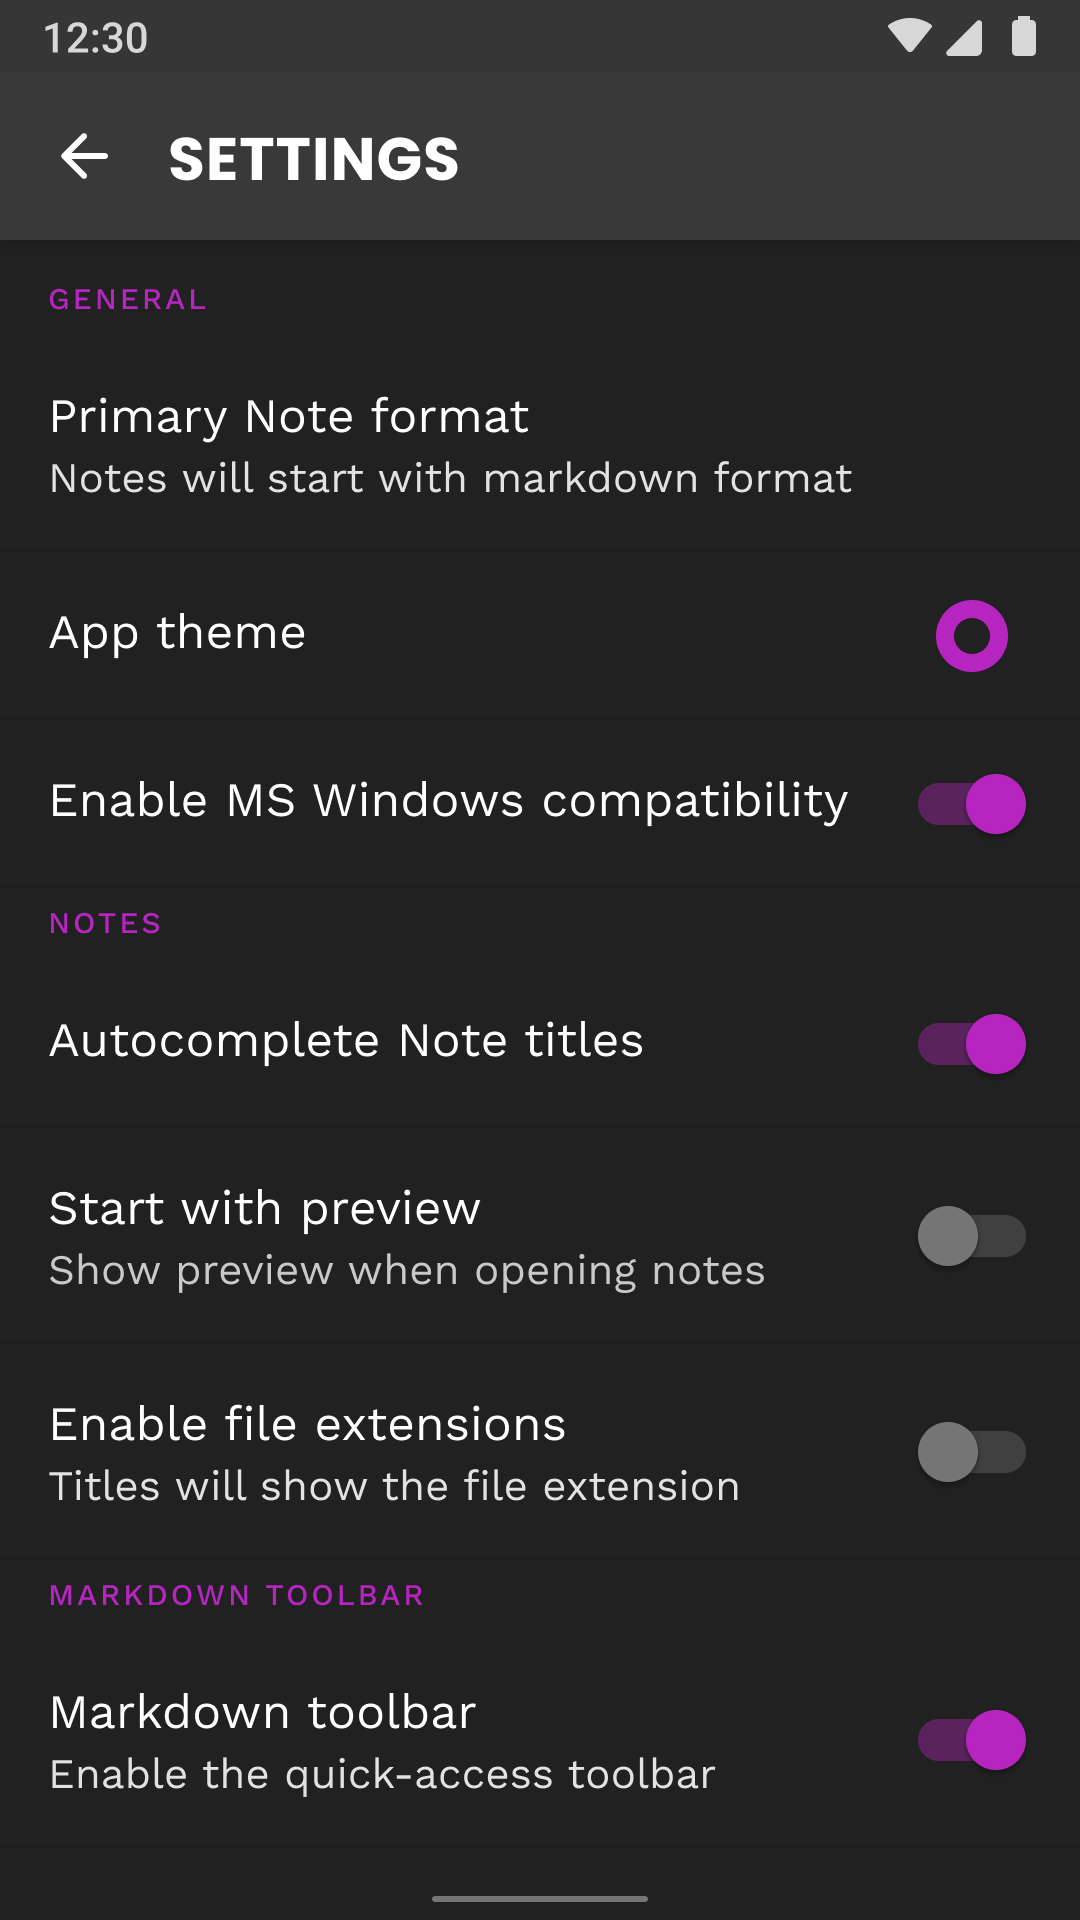 12:30
SETTINGS
GENERAL
Primary Note format
Notes will start with markdown format
App theme
Enable MS Windows compatibility
NOTES
Autocomplete Note titles
Start with preview
Show preview when opening notes
Enable file extensions
Titles will show the file extension
MARKDOWN TOOLBAR
Markdown toolbar
Enable the quick-access toolbar